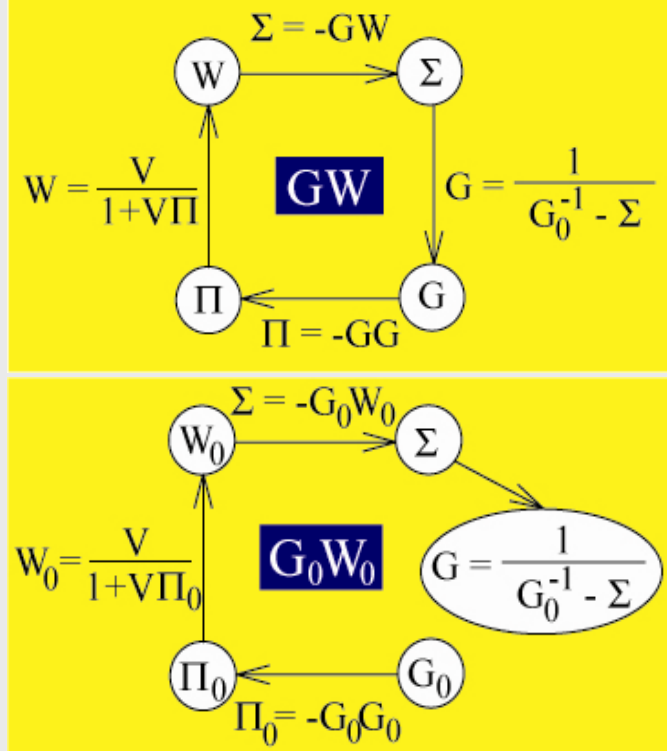 Σ = -GW
W
Σ
W = V / 1+VΠ
GW
G = 1 / G₀⁻¹ - Σ
Π
G
Π = -GG
Σ = -G₀W₀
W₀
Σ
W₀= V / 1+VΠ₀
G₀W₀
G = 1 / G₀⁻¹ - Σ
Π₀
G₀
Π₀= -G₀G₀